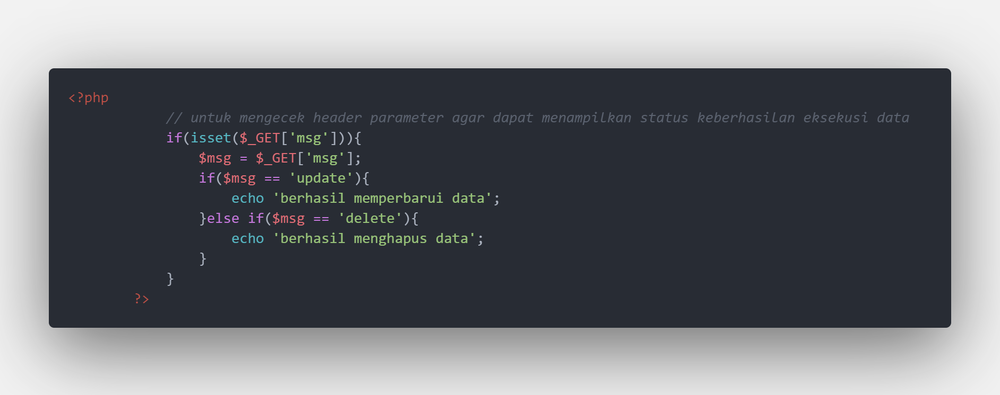 <?php
// untuk mengecek header parameter agar dapat menampilkan status keberhasilan eksekusi data
if(isset($_GET['msg'])){
$msg = $_GET['msg'];
if($msg == 'update'){
echo 'berhasil memperbarui data';
}else if($msg == 'delete'){
echo 'berhasil menghapus data';
}
}
?>